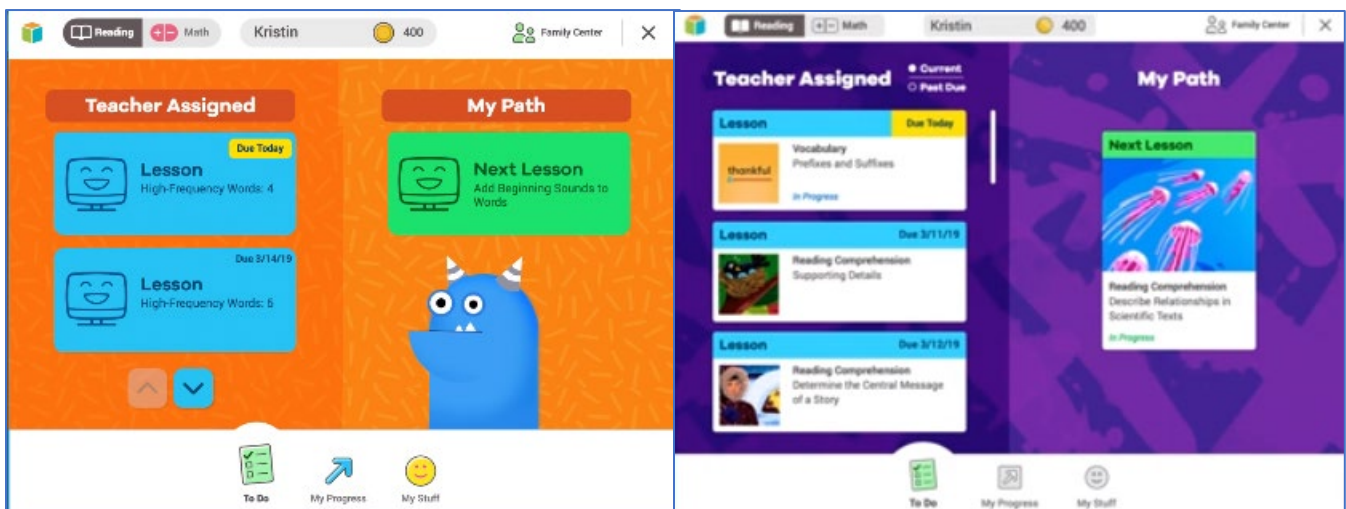 Reading
Math
Kristin
400
Family Center
Teacher Assigned
My Path
Due Today
Lesson
High-Frequency Words: 4
Next Lesson
Add Beginning Sounds to
Words
Due 3/14/19
Lesson
High-Frequency Words: 6
To Do
My Progress
My Stuff
Reading
Math
Kristin
400
Family Center
Teacher Assigned
Current
Past Due
My Path
Lesson
Due Today
Vocabulary
Prefixes and Suffixes
thankful
In Progress
Lesson
Due 3/11/19
Reading Comprehension
Supporting Details
Lesson
Due 3/12/19
Reading Comprehension
Determine the Central Message
of a Story
Next Lesson
Reading Comprehension
Describe Relationships in
Scientific Texts
In Progress
To Do
My Progress
My Stuff